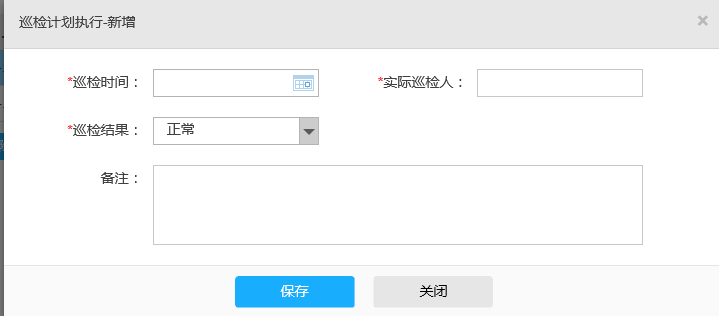 巡检计划执行-新增 ×
*巡检时间： *实际巡检人：
*巡检结果： 正常
备注：
保存 关闭